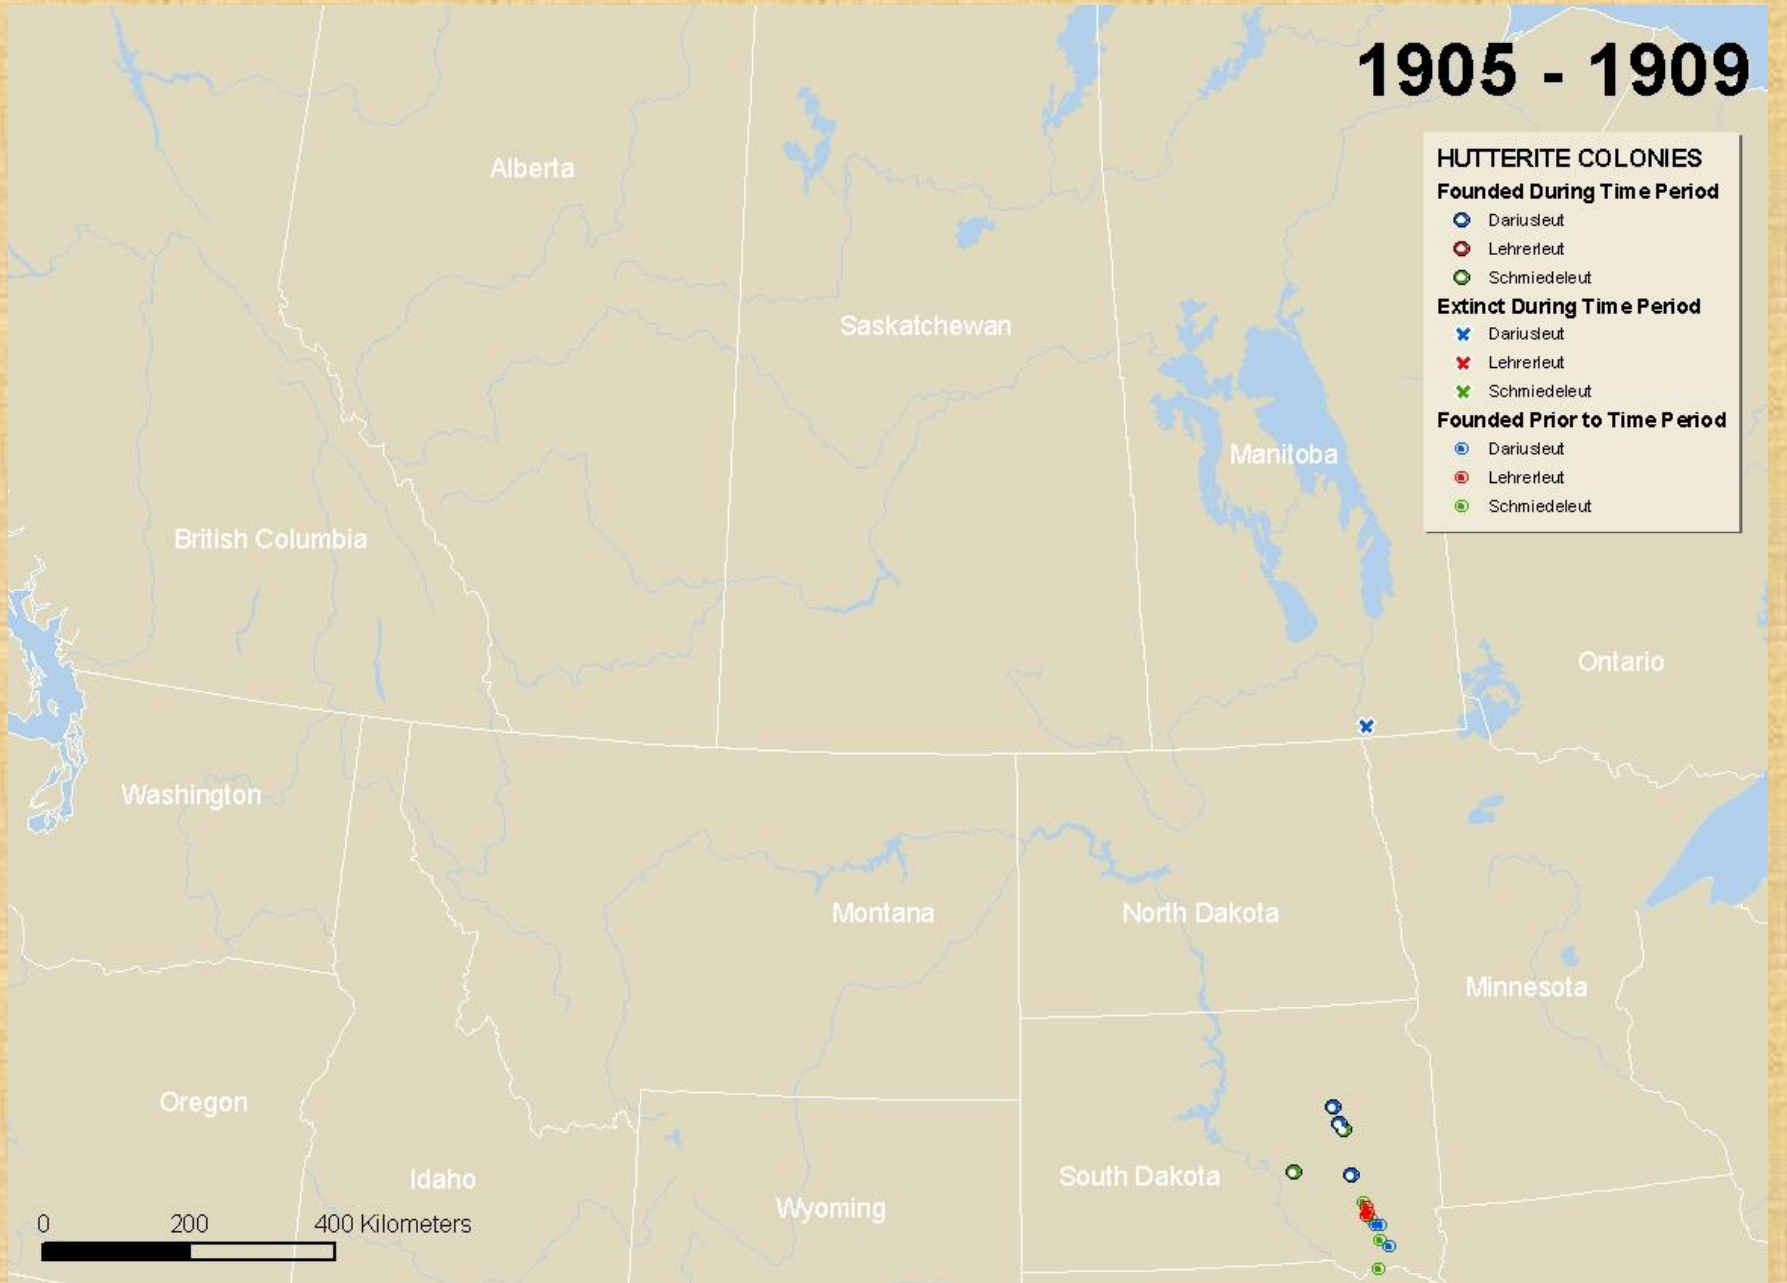 1905 - 1909
HUTTERITE COLONIES
Founded During Time Period
Dariusleut
Lehrerleut
Schmiedeleut
Extinct During Time Period
Dariusleut
Lehrerleut
Schmiedeleut
Founded Prior to Time Period
Dariusleut
Lehrerleut
Schmiedeleut
Alberta
Saskatchewan
Manitoba
British Columbia
Ontario
Washington
Montana
North Dakota
Minnesota
Oregon
Idaho
Wyoming
South Dakota
0 200 400 Kilometers